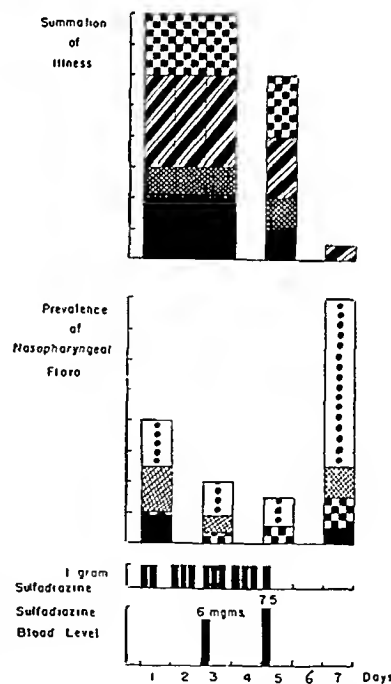 Summation
of
Illness
Prevalence
of
Nasopharyngeal
Flora
1 gram
Sulfadiazine
Sulfadiazine
Blood Level
6 mgms.
7.5
1 2 3 4 5 6 7 Days